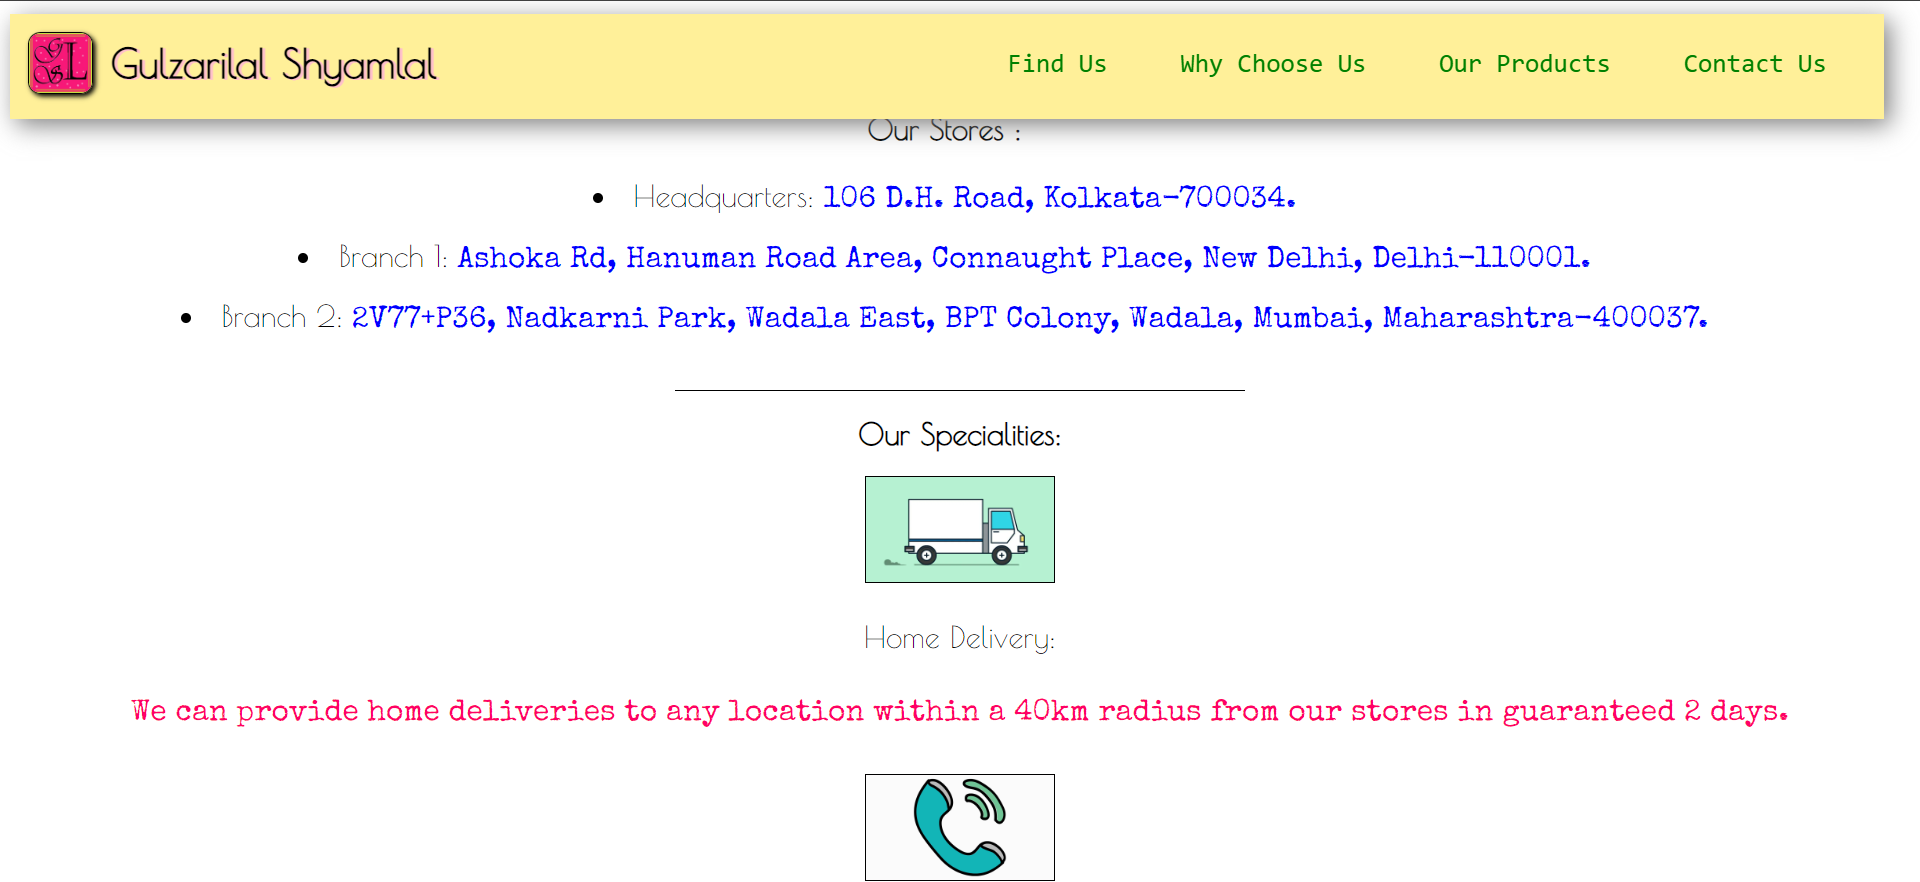 Gulzarilal Shyamlal
Find Us Why Choose Us Our Products Contact Us
Our Stores :
Headquarters: 106 D.H. Road, Kolkata-700034.
Branch 1: Ashoka Rd, Hanuman Road Area, Connaught Place, New Delhi, Delhi-110001.
Branch 2: 2V77+P36, Nadkarni Park, Wadala East, BPT Colony, Wadala, Mumbai, Maharashtra-400037.
Our Specialities:
Home Delivery:
We can provide home deliveries to any location within a 40km radius from our stores in guaranteed 2 days.